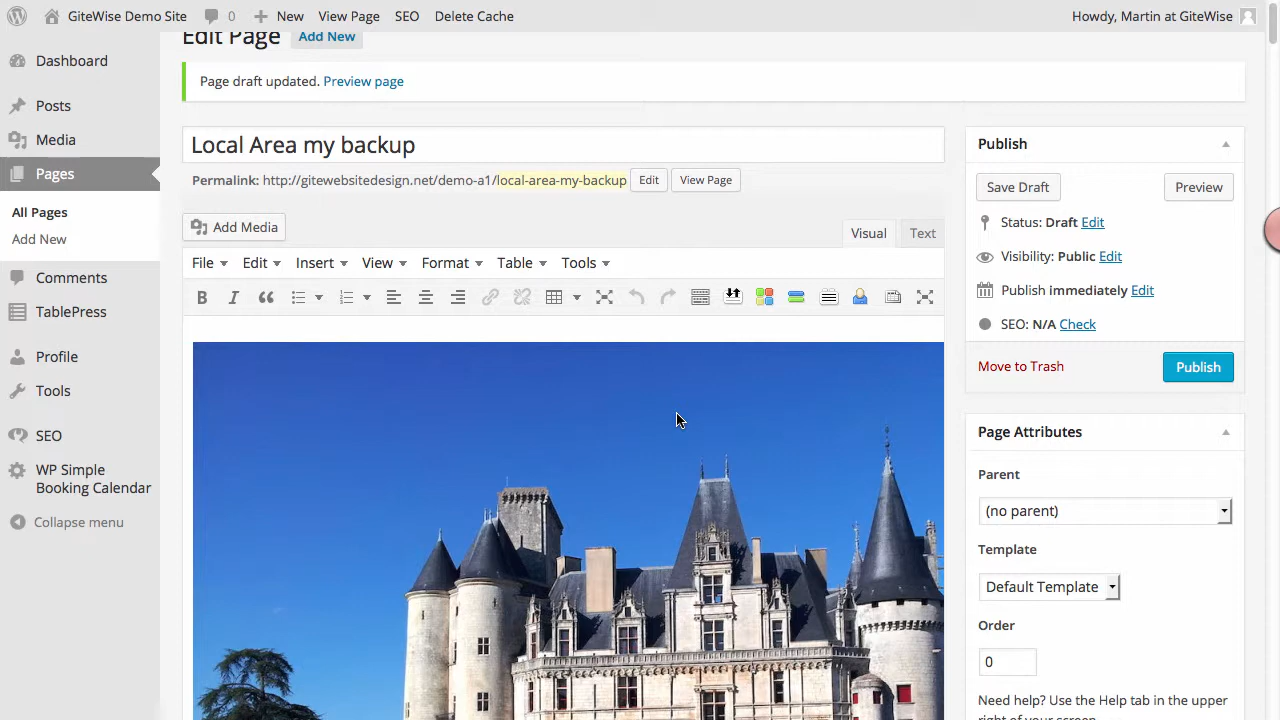 GiteWise Demo Site 0 New View Page SEO Delete Cache Howdy, Martin at GiteWise
Edit Page Add New
Page draft updated. Preview page
Local Area my backup
Permalink: http://gitewebsitedesign.net/demo-a1/local-area-my-backup Edit View Page
Add Media
Visual Text
File Edit Insert View Format Table Tools
B I
Dashboard
Posts
Media
Pages
All Pages
Add New
Comments
TablePress
Profile
Tools
SEO
WP Simple
Booking Calendar
Collapse menu
Publish
Save Draft Preview
Status: Draft Edit
Visibility: Public Edit
Publish immediately Edit
SEO: N/A Check
Move to Trash Publish
Page Attributes
Parent
(no parent)
Template
Default Template
Order
0
Need help? Use the Help tab in the upper
right of your screen.